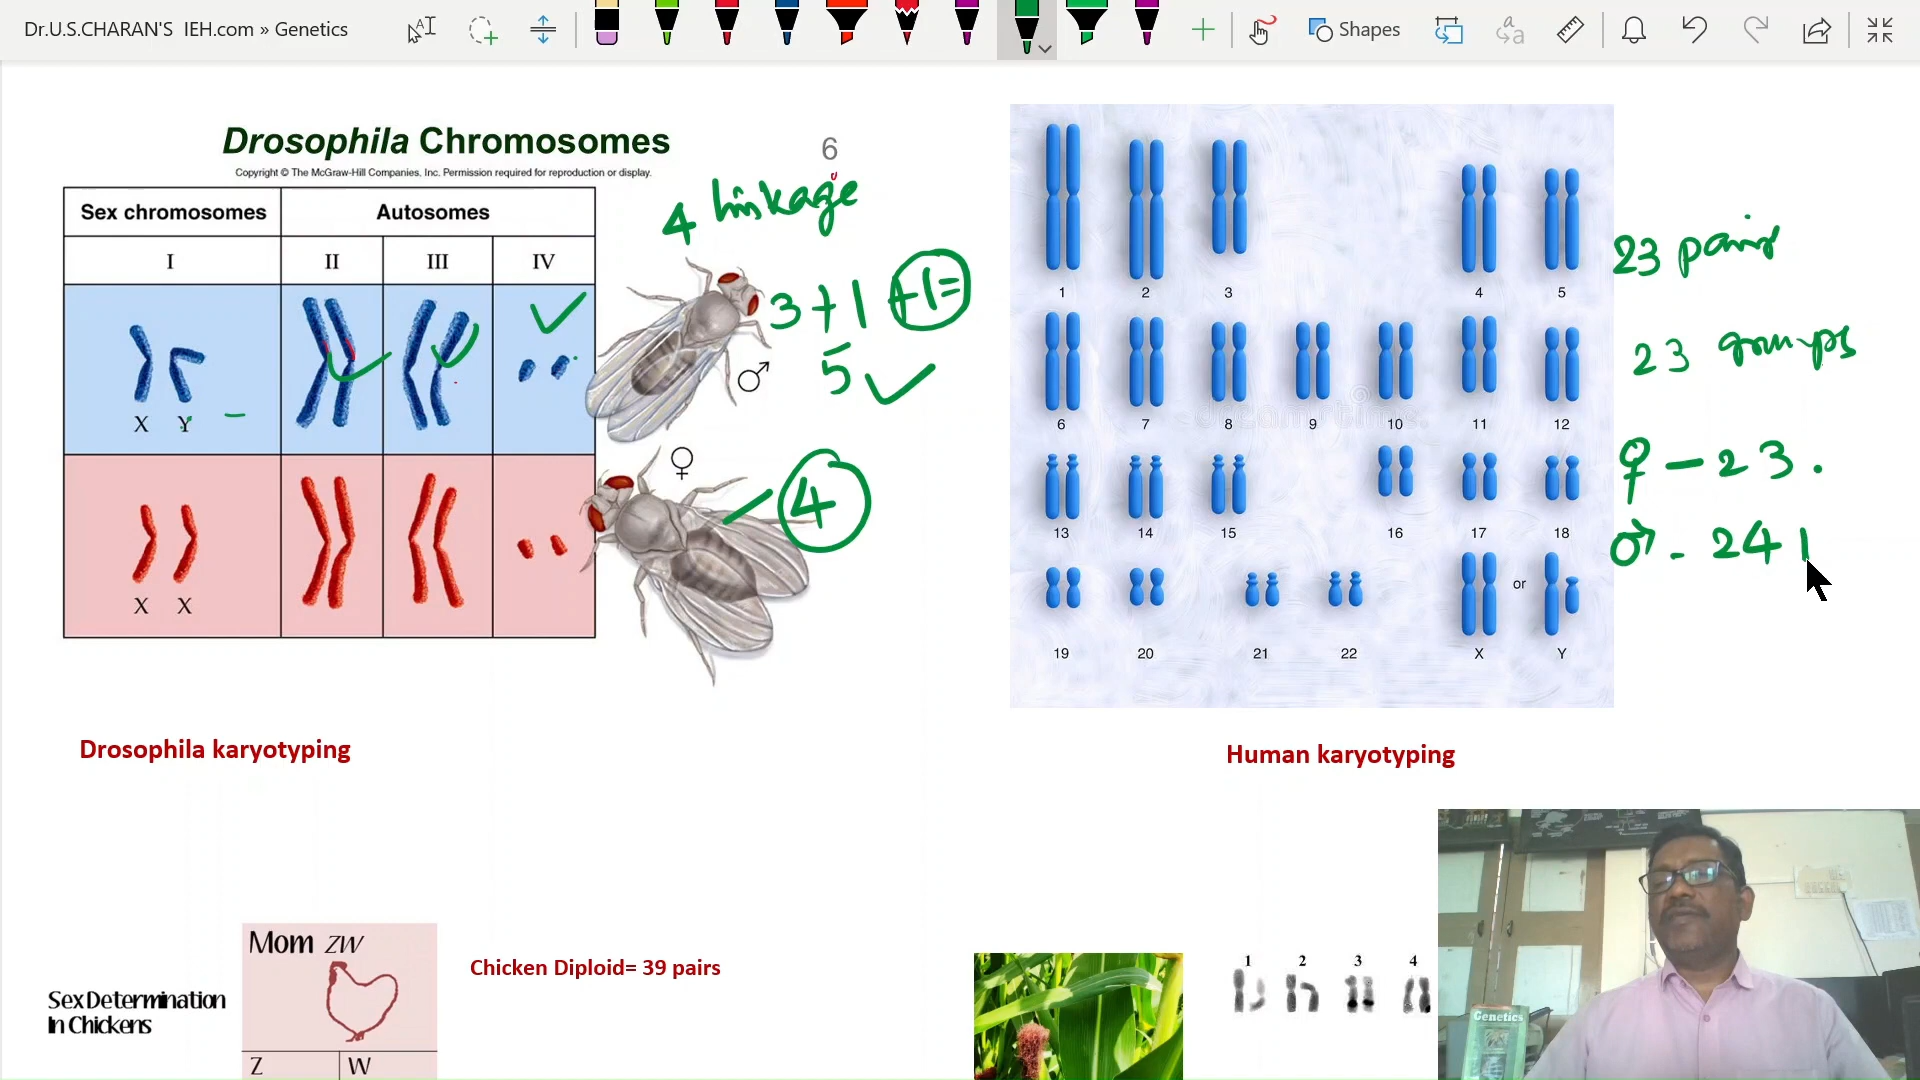 Dr.U.S.CHARAN'S IEH.com » Genetics
Shapes
Drosophila Chromosomes
Copyright © The McGraw-Hill Companies, Inc. Permission required for reproduction or display.
6
4 linkage
Sex chromosomes Autosomes
I II III IV
X Y
X X
♂
♀
3 + 1 + 1 =
5
4
1 2 3 4 5
6 7 8 9 10 11 12
13 14 15 16 17 18
or
19 20 21 22 X Y
23 pairs
23 groups
♀ - 23.
♂ - 24 1
Drosophila karyotyping
Human karyotyping
Mom ZW
Z W
Sex Determination
In Chickens
Chicken Diploid= 39 pairs
1 2 3 4
Genetics